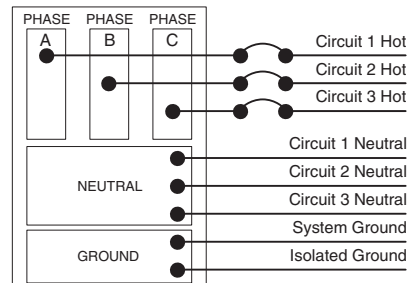 PHASE PHASE PHASE
A B C
Circuit 1 Hot
Circuit 2 Hot
Circuit 3 Hot
Circuit 1 Neutral
NEUTRAL
Circuit 2 Neutral
Circuit 3 Neutral
System Ground
GROUND
Isolated Ground